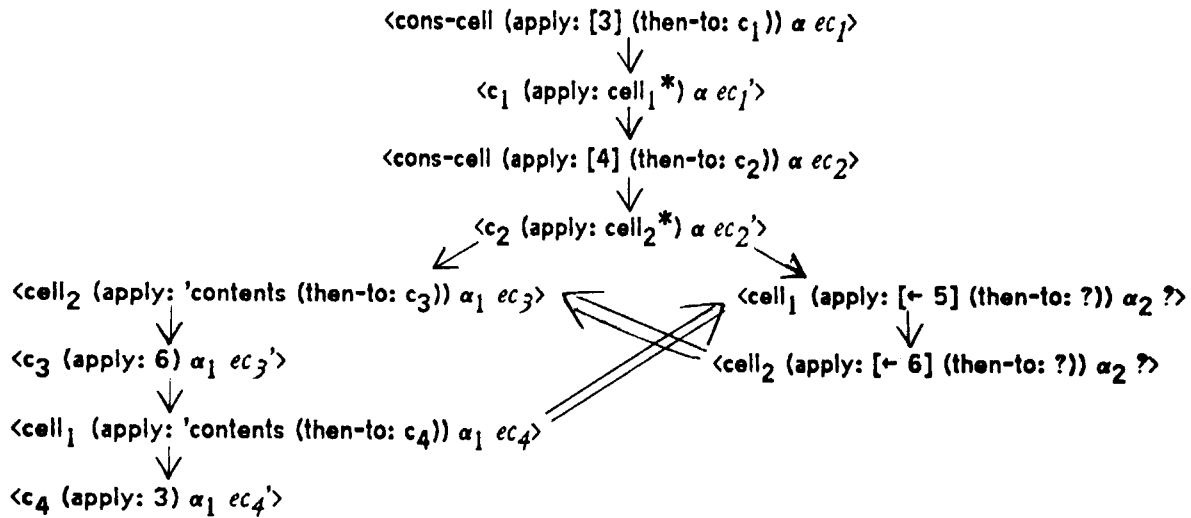 <cons-cell (apply: [3] (then-to: c₁)) α ec₁>
<c₁ (apply: cell₁*) α ec₁'>
<cons-cell (apply: [4] (then-to: c₂)) α ec₂>
<c₂ (apply: cell₂*) α ec₂'>
<cell₂ (apply: 'contents (then-to: c₃)) α₁ ec₃>
<cell₁ (apply: [← 5] (then-to: ?)) α₂ ?>
<c₃ (apply: 6) α₁ ec₃'>
<cell₂ (apply: [← 6] (then-to: ?)) α₂ ?>
<cell₁ (apply: 'contents (then-to: c₄)) α₁ ec₄>
<c₄ (apply: 3) α₁ ec₄'>